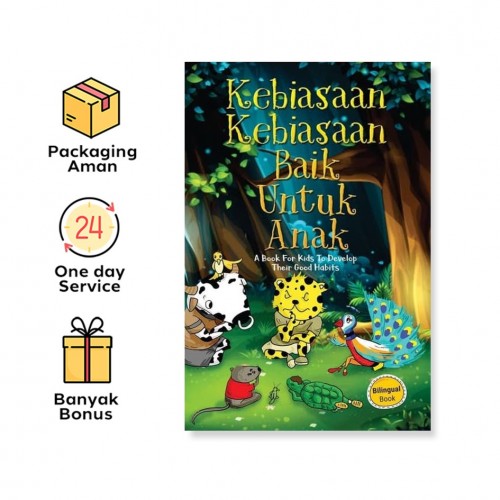 Packaging
Aman
24
One day
Service
Banyak
Bonus
Kebiasaan
Kebiasaan
Baik
Untuk
Anak
A Book For Kids To Develop
Their Good Habits
Bilingual
Book